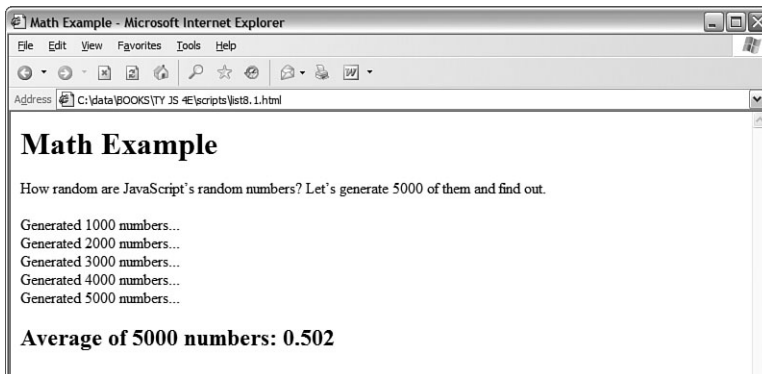 Math Example - Microsoft Internet Explorer
File Edit View Favorites Tools Help
Address C:\data\BOOKS\TY JS 4E\scripts\list8.1.html
Math Example
How random are JavaScript’s random numbers? Let’s generate 5000 of them and find out.
Generated 1000 numbers...
Generated 2000 numbers...
Generated 3000 numbers...
Generated 4000 numbers...
Generated 5000 numbers...
Average of 5000 numbers: 0.502